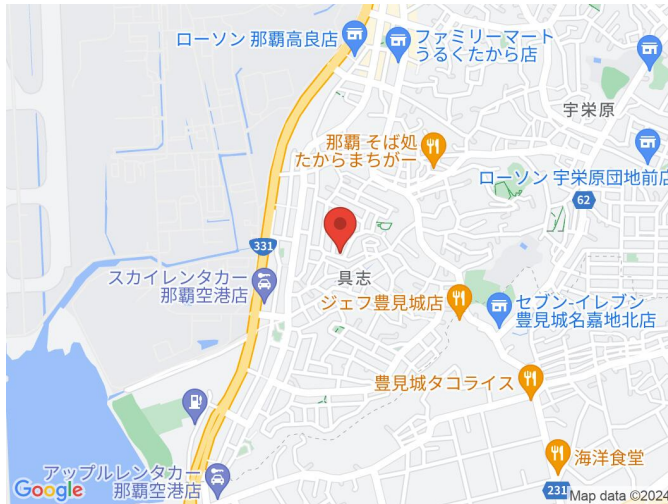 ローソン 那覇高良店
ファミリーマート
うるくたから店
宇栄原
那覇 そば処
たからまちがー
ローソン 宇栄原団地前店
62
331
スカイレンタカー
那覇空港店
具志
ジェフ豊見城店
セブン-イレブン
豊見城名嘉地北店
豊見城タコライス
海洋食堂
アップルレンタカー
那覇空港店
231
Google
Map data ©2024